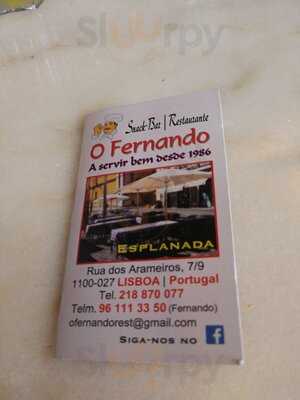 Sluurpy
Snack-Bar | Restaurante
O Fernando
A servir bem desde 1986
ESPLANADA
Rua dos Arameiros, 7/9
1100-027 LISBOA | Portugal
Tel. 218 870 077
Telm. 96 111 33 50 (Fernando)
ofernandorest@gmail.com
SIGA-NOS NO f